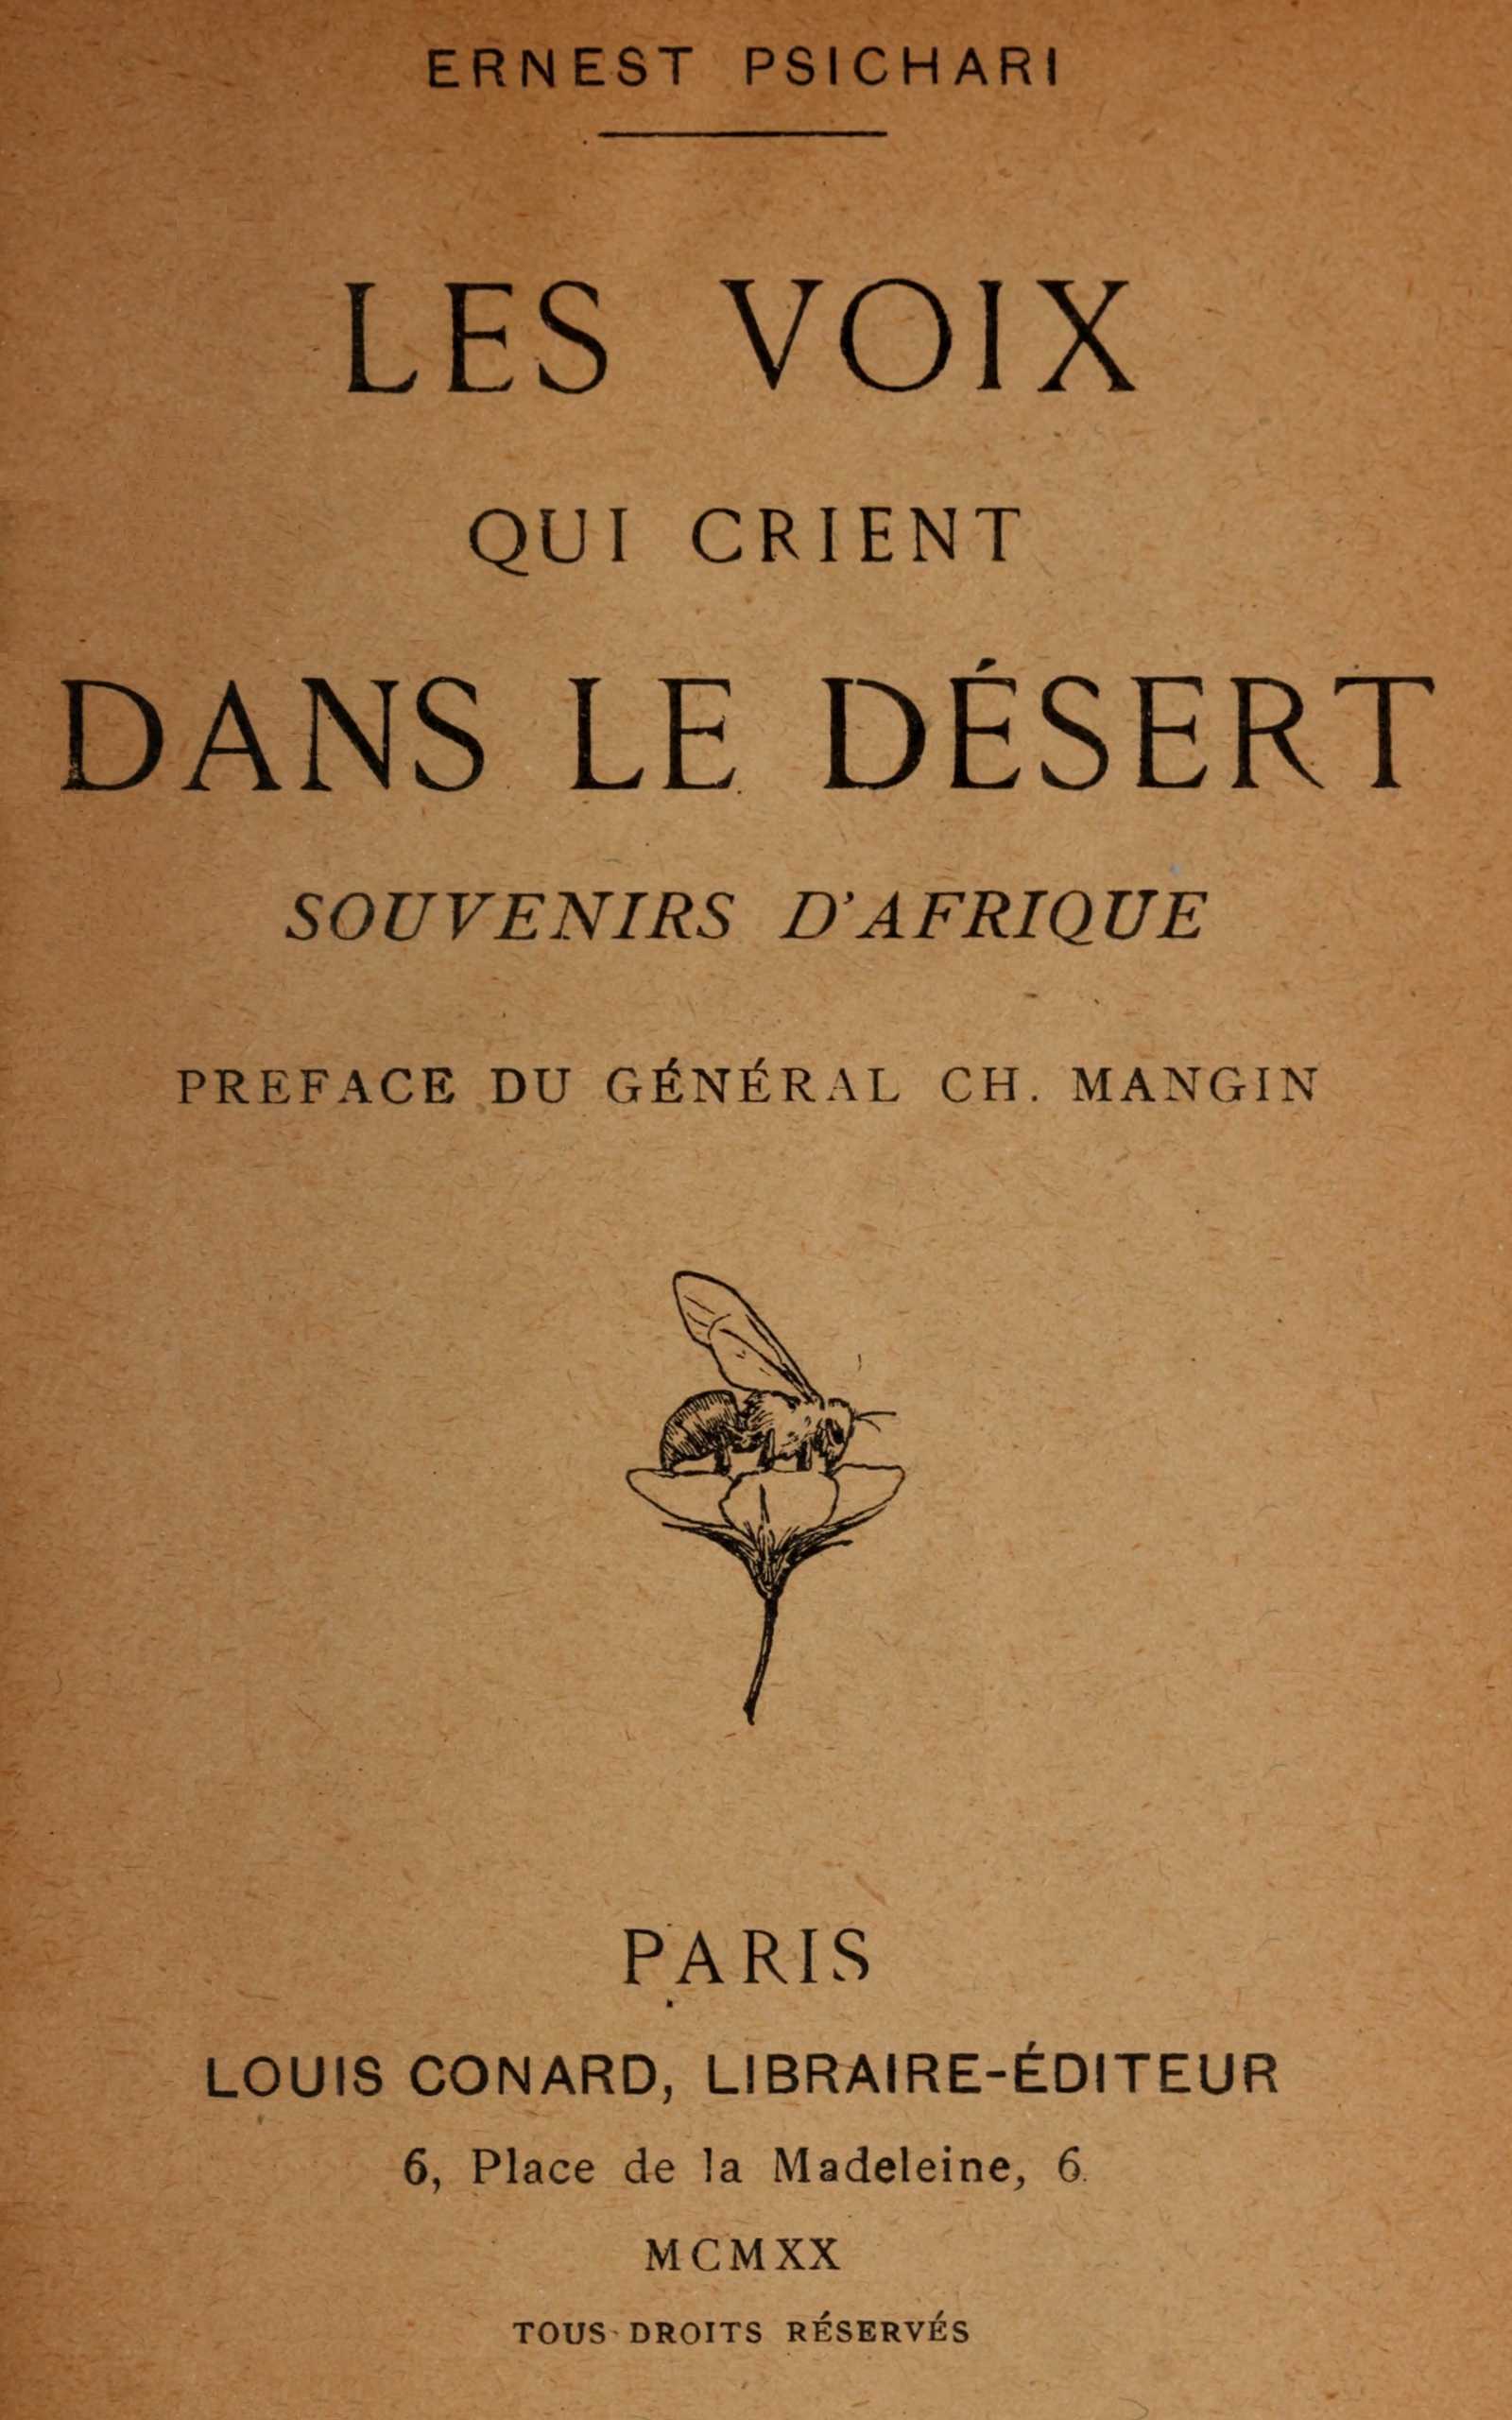 ERNEST PSICHARI
LES VOIX
QUI CRIENT
DANS LE DÉSERT
SOUVENIRS D'AFRIQUE
PREFACE DU GÉNÉRAL CH. MANGIN
PARIS
LOUIS CONARD, LIBRAIRE-ÉDITEUR
6, Place de la Madeleine, 6.
MCMXX
TOUS DROITS RÉSERVÉS